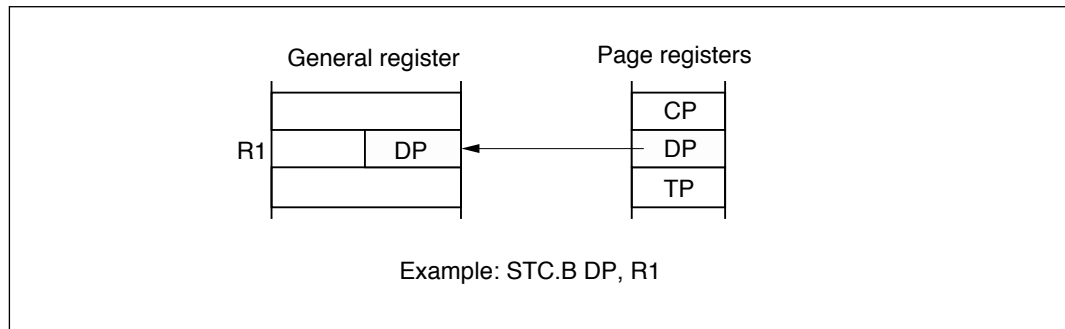 General register
Page registers
CP
R1
DP
DP
TP
Example: STC.B DP, R1